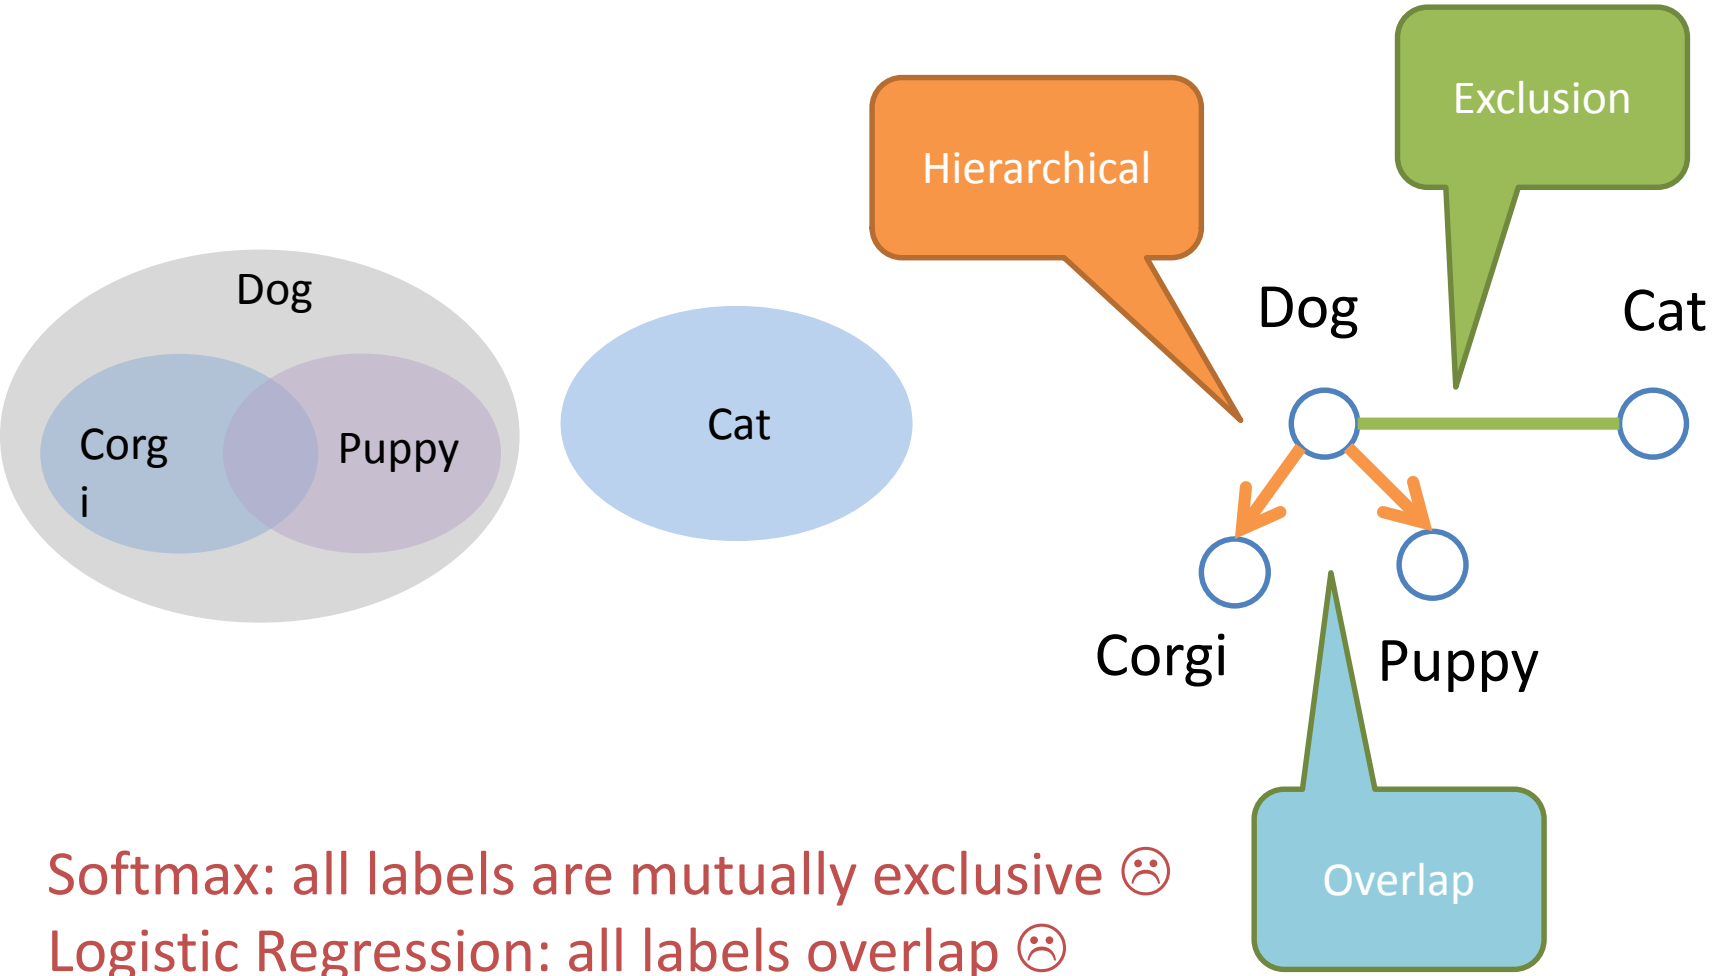 Exclusion
Hierarchical
Dog
Corg
i
Puppy
Cat
Dog
Cat
Corgi
Puppy
Overlap
Softmax: all labels are mutually exclusive ☹
Logistic Regression: all labels overlap ☹